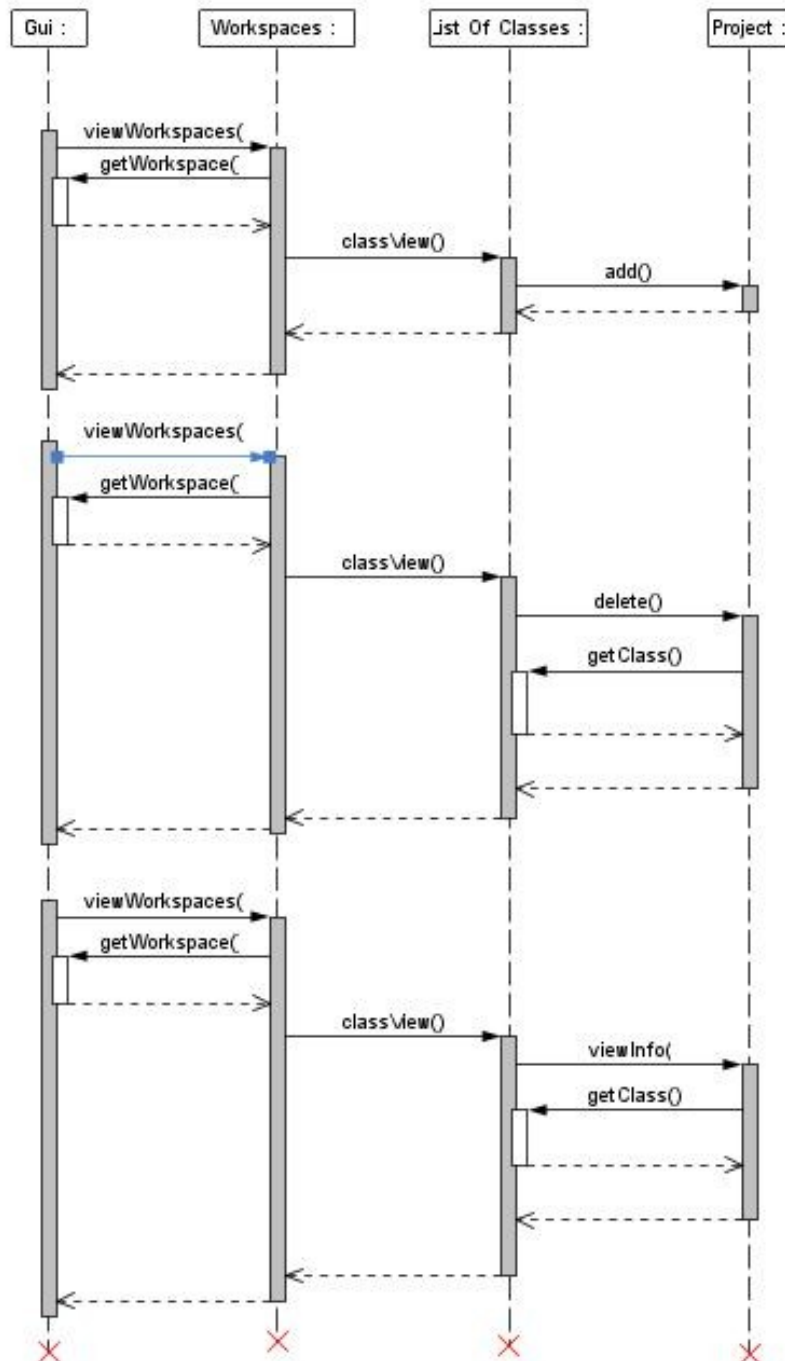 Gui :
Workspaces :
List Of Classes :
Project :
viewWorkspaces(
getWorkspace(
classView()
add()
viewWorkspaces(
getWorkspace(
classView()
delete()
getClass()
viewWorkspaces(
getWorkspace(
classView()
viewInfo(
getClass()